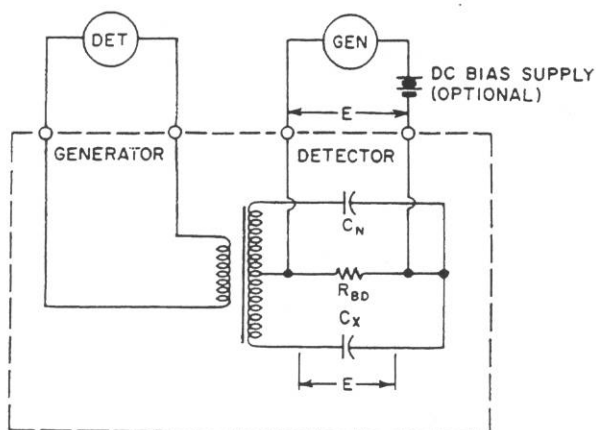 DET
GEN
DC BIAS SUPPLY
(OPTIONAL)
E
GENERATOR
DETECTOR
C_N
R_BD
C_X
E